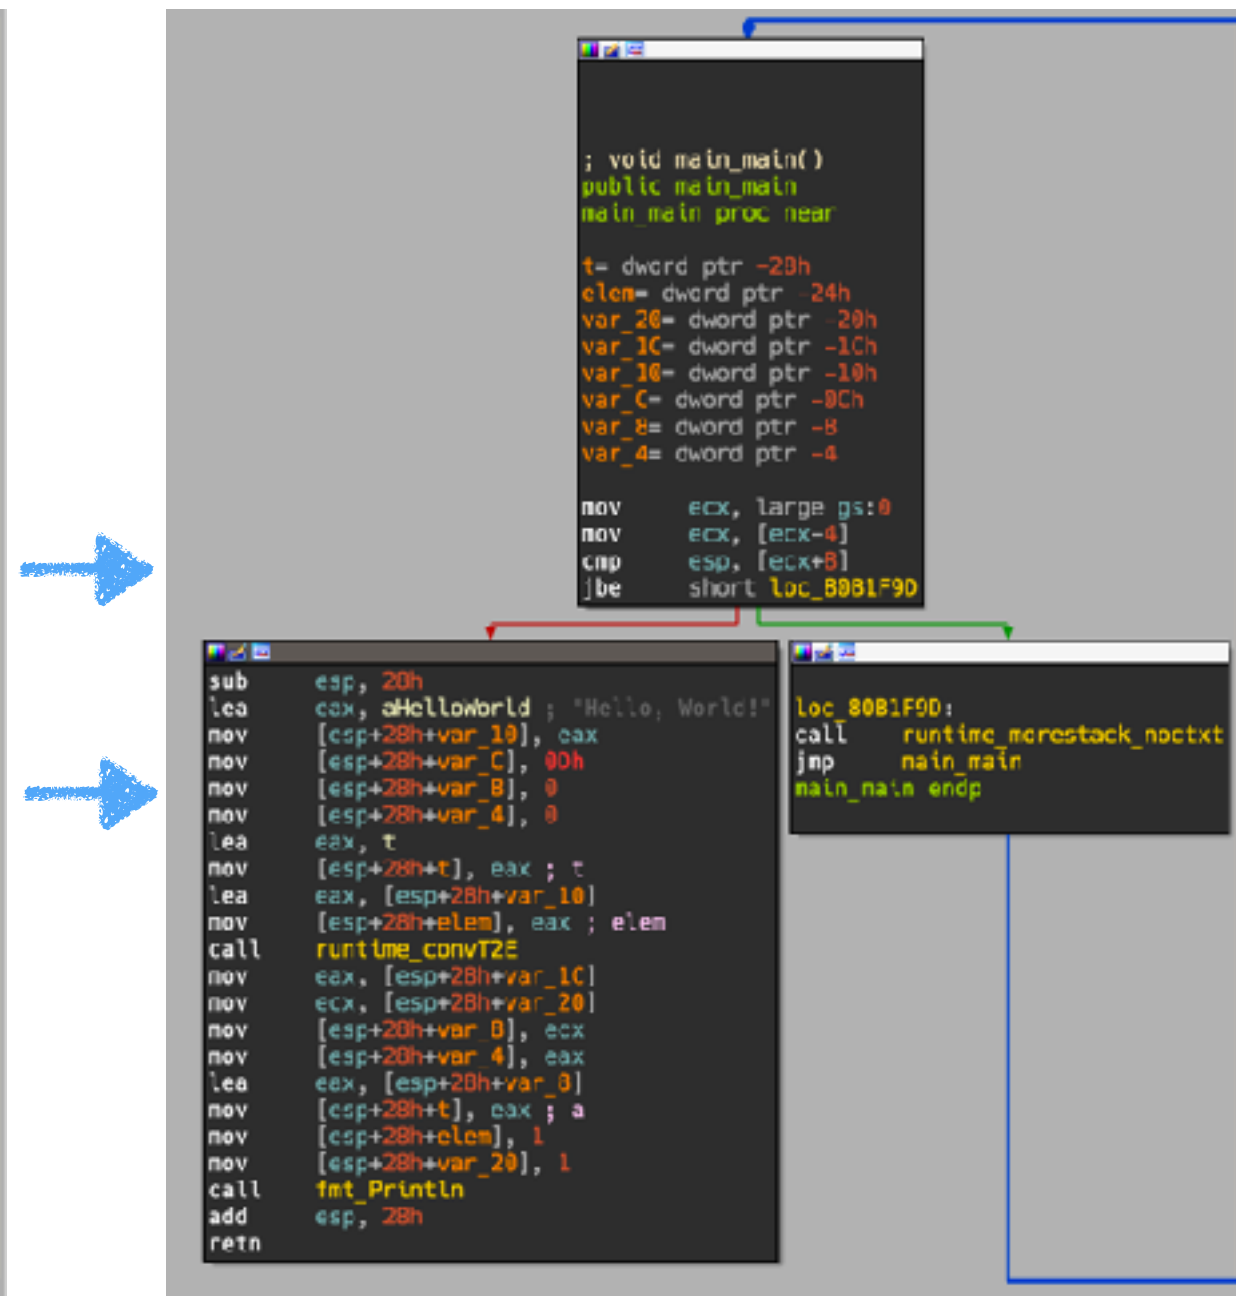 ; void main_main()
public main_main
main_main proc near
t= dword ptr -28h
elem= dword ptr -24h
var_20= dword ptr -20h
var_1C= dword ptr -1Ch
var_10= dword ptr -10h
var_C= dword ptr -0Ch
var_8= dword ptr -8
var_4= dword ptr -4
mov ecx, large gs:0
mov ecx, [ecx-4]
cmp esp, [ecx+8]
jbe short loc_80B1F9D
sub esp, 28h
lea eax, aHelloWorld ; "Hello, World!"
mov [esp+28h+var_10], eax
mov [esp+28h+var_C], 0Dh
mov [esp+28h+var_8], 0
mov [esp+28h+var_4], 0
lea eax, t
mov [esp+28h+t], eax ; t
lea eax, [esp+28h+var_10]
mov [esp+28h+elem], eax ; elem
call runtime_convT2E
mov eax, [esp+28h+var_1C]
mov ecx, [esp+28h+var_20]
mov [esp+28h+var_8], ecx
mov [esp+28h+var_4], eax
lea eax, [esp+28h+var_8]
mov [esp+28h+t], eax ; a
mov [esp+28h+elem], 1
mov [esp+28h+var_20], 1
call fmt_Println
add esp, 28h
retn
loc_80B1F9D:
call runtime_morestack_noctxt
jmp main_main
main_main endp